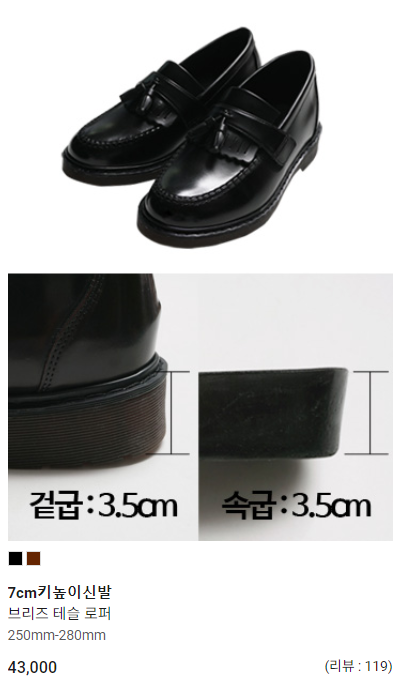 겉굽 : 3.5cm 속굽 : 3.5cm
7cm키높이신발
브리즈 테슬 로퍼
250mm-280mm
43,000 (리뷰 : 119)